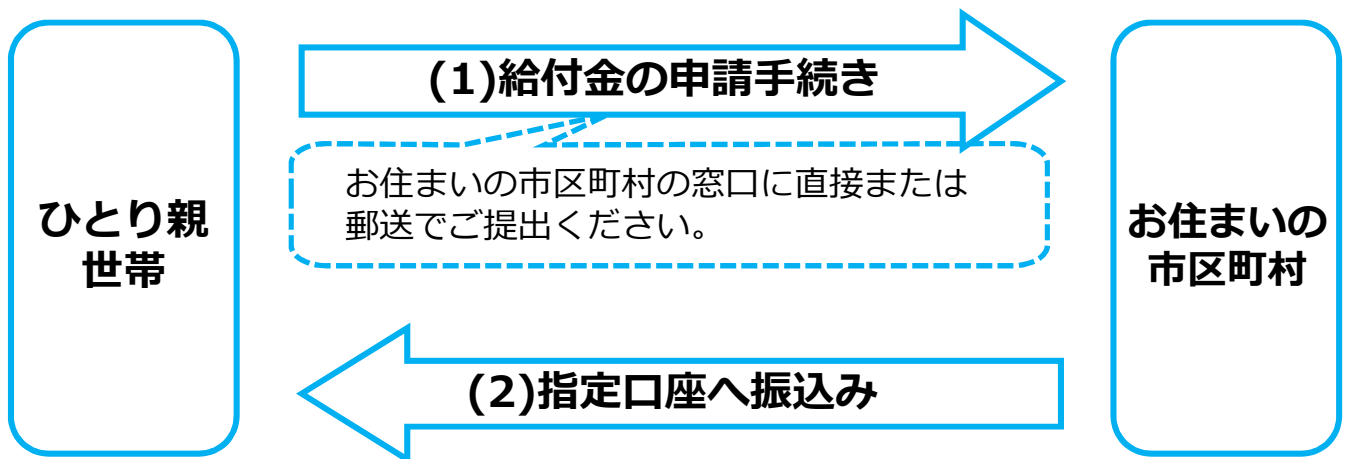 ひとり親
世帯
(1)給付金の申請手続き
お住まいの市区町村の窓口に直接または
郵送でご提出ください。
(2)指定口座へ振込み
お住まいの
市区町村